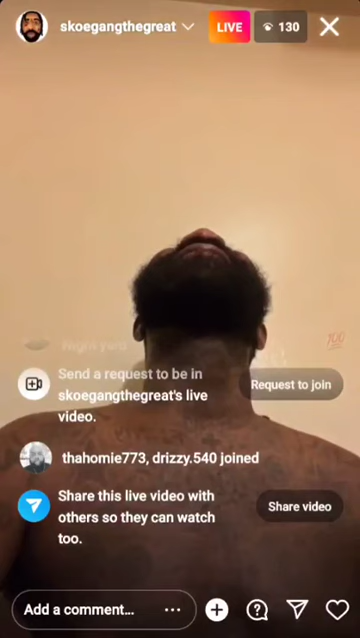 skoegangthegreat
LIVE
130
Send a request to be in
skoegangthegreat's live
video.
Request to join
thahomie773, drizzy.540 joined
Share this live video with
others so they can watch
too.
Share video
Add a comment...